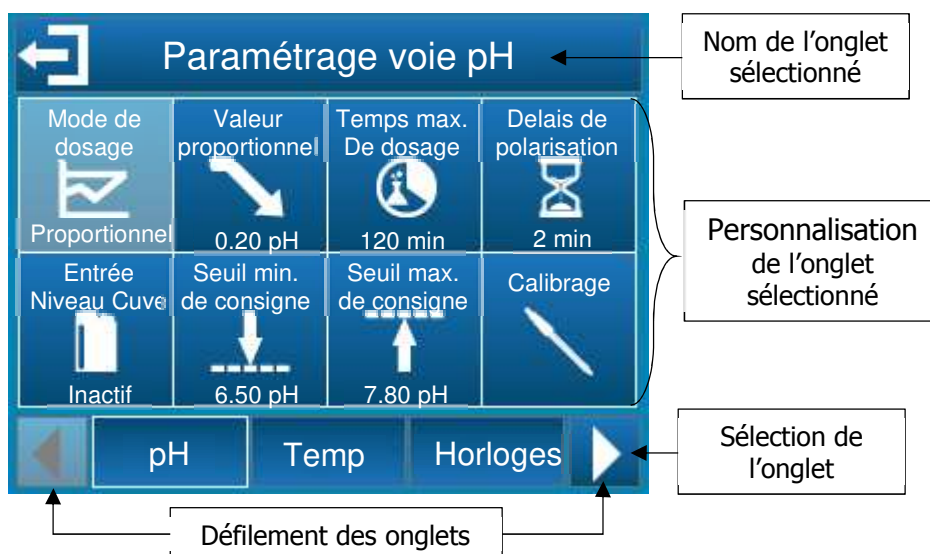 Paramétrage voie pH
Nom de l'onglet
sélectionné
Mode de
dosage
Proportionnel
Valeur
proportionnel
0.20 pH
Temps max.
De dosage
120 min
Delais de
polarisation
2 min
Entrée
Niveau Cuve
Inactif
Seuil min.
de consigne
6.50 pH
Seuil max.
de consigne
7.80 pH
Calibrage
Personnalisation
de l'onglet
sélectionné
pH
Temp
Horloges
Sélection de
l'onglet
Défilement des onglets